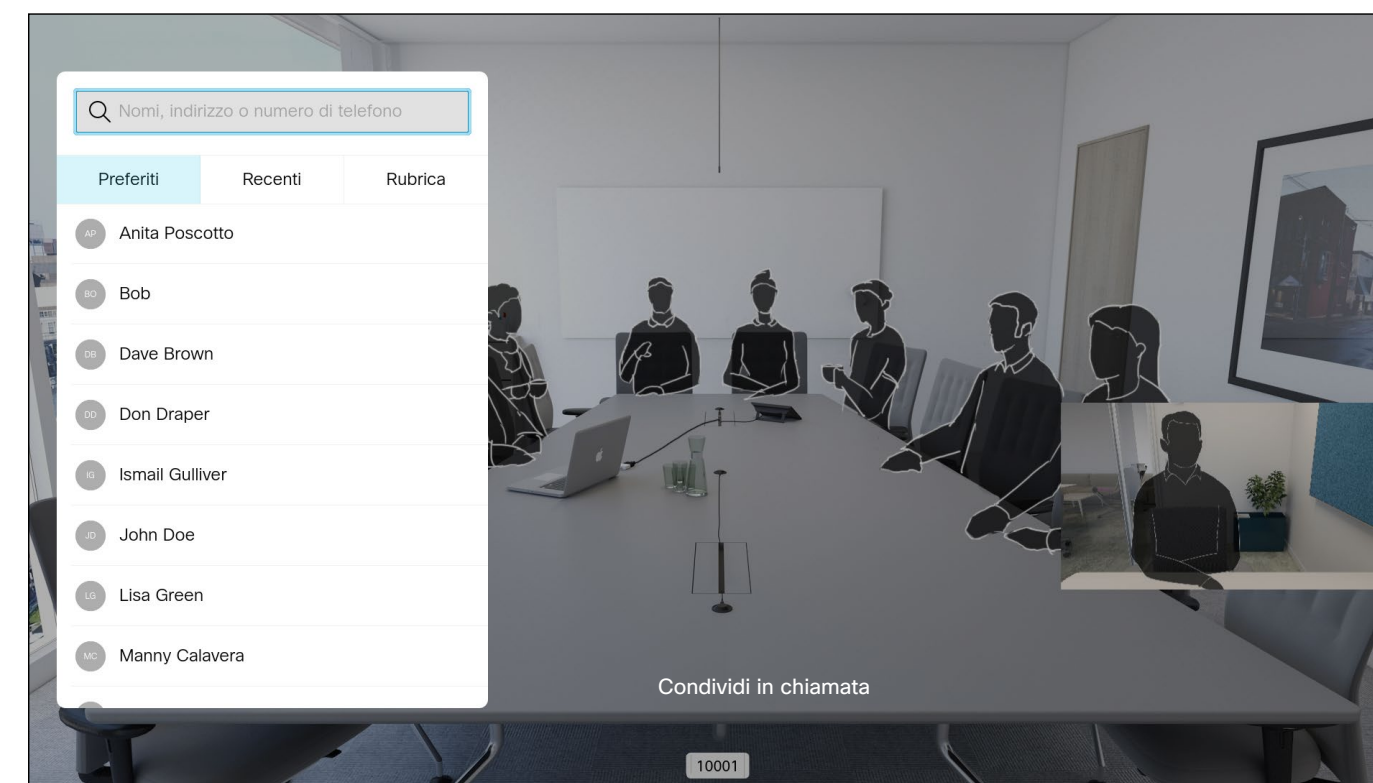 Nomi, indirizzo o numero di telefono
Preferiti Recenti Rubrica
AP Anita Poscotto
BO Bob
DB Dave Brown
DD Don Draper
IG Ismail Gulliver
JD John Doe
LG Lisa Green
MC Manny Calavera
Condividi in chiamata
10001